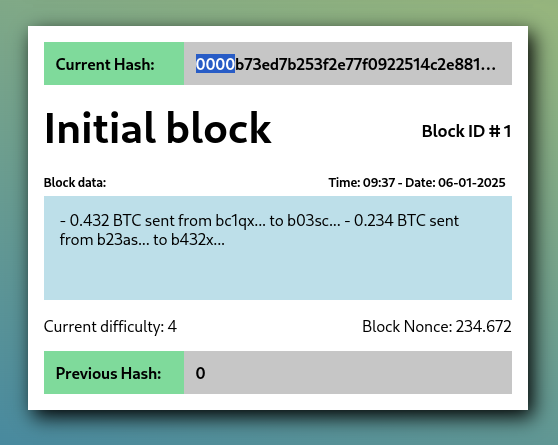 Current Hash: 0000b73ed7b253f2e77f0922514c2e881...
Initial block
Block ID # 1
Block data:
Time: 09:37 - Date: 06-01-2025
- 0.432 BTC sent from bc1qx... to b03sc... - 0.234 BTC sent
from b23as... to b432x...
Current difficulty: 4
Block Nonce: 234.672
Previous Hash: 0